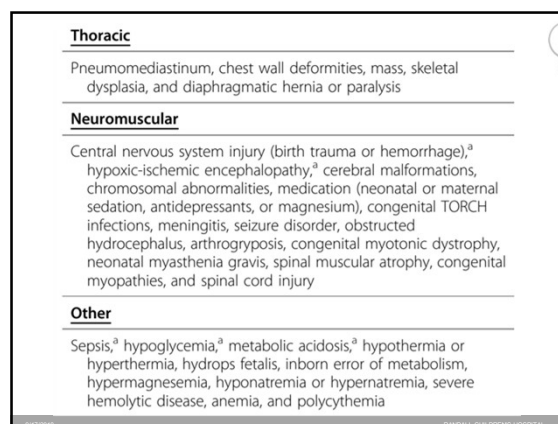 Thoracic
Pneumomediastinum, chest wall deformities, mass, skeletal
dysplasia, and diaphragmatic hernia or paralysis
Neuromuscular
Central nervous system injury (birth trauma or hemorrhage),ᵃ
hypoxic-ischemic encephalopathy,ᵃ cerebral malformations,
chromosomal abnormalities, medication (neonatal or maternal
sedation, antidepressants, or magnesium), congenital TORCH
infections, meningitis, seizure disorder, obstructed
hydrocephalus, arthrogryposis, congenital myotonic dystrophy,
neonatal myasthenia gravis, spinal muscular atrophy, congenital
myopathies, and spinal cord injury
Other
Sepsis,ᵃ hypoglycemia,ᵃ metabolic acidosis,ᵃ hypothermia or
hyperthermia, hydrops fetalis, inborn error of metabolism,
hypermagnesemia, hyponatremia or hypernatremia, severe
hemolytic disease, anemia, and polycythemia